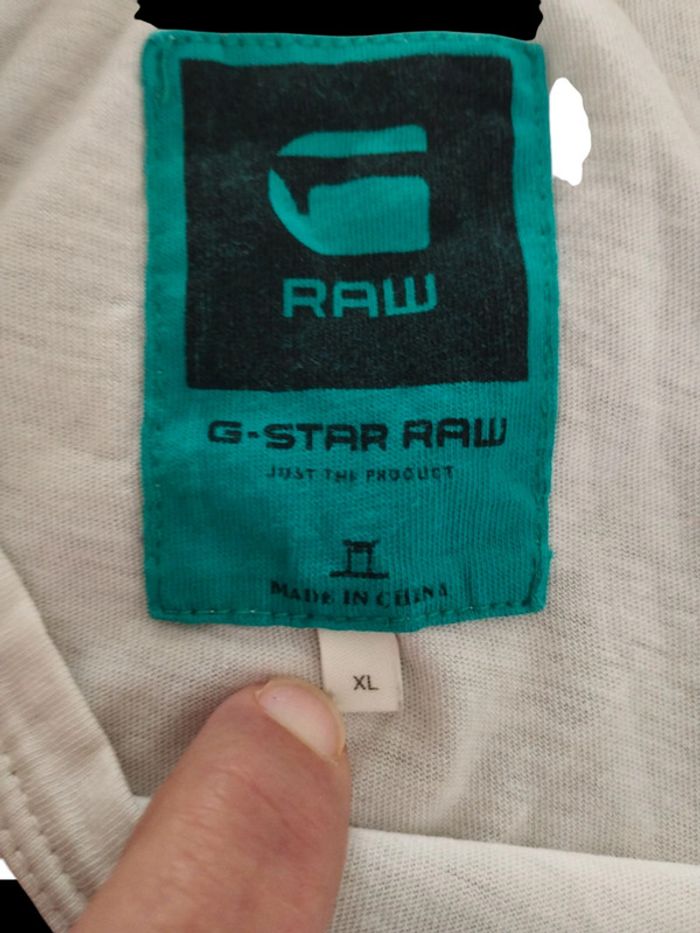 RAW
G-STAR RAW
JUST THE PRODUCT
MADE IN CHINA
XL